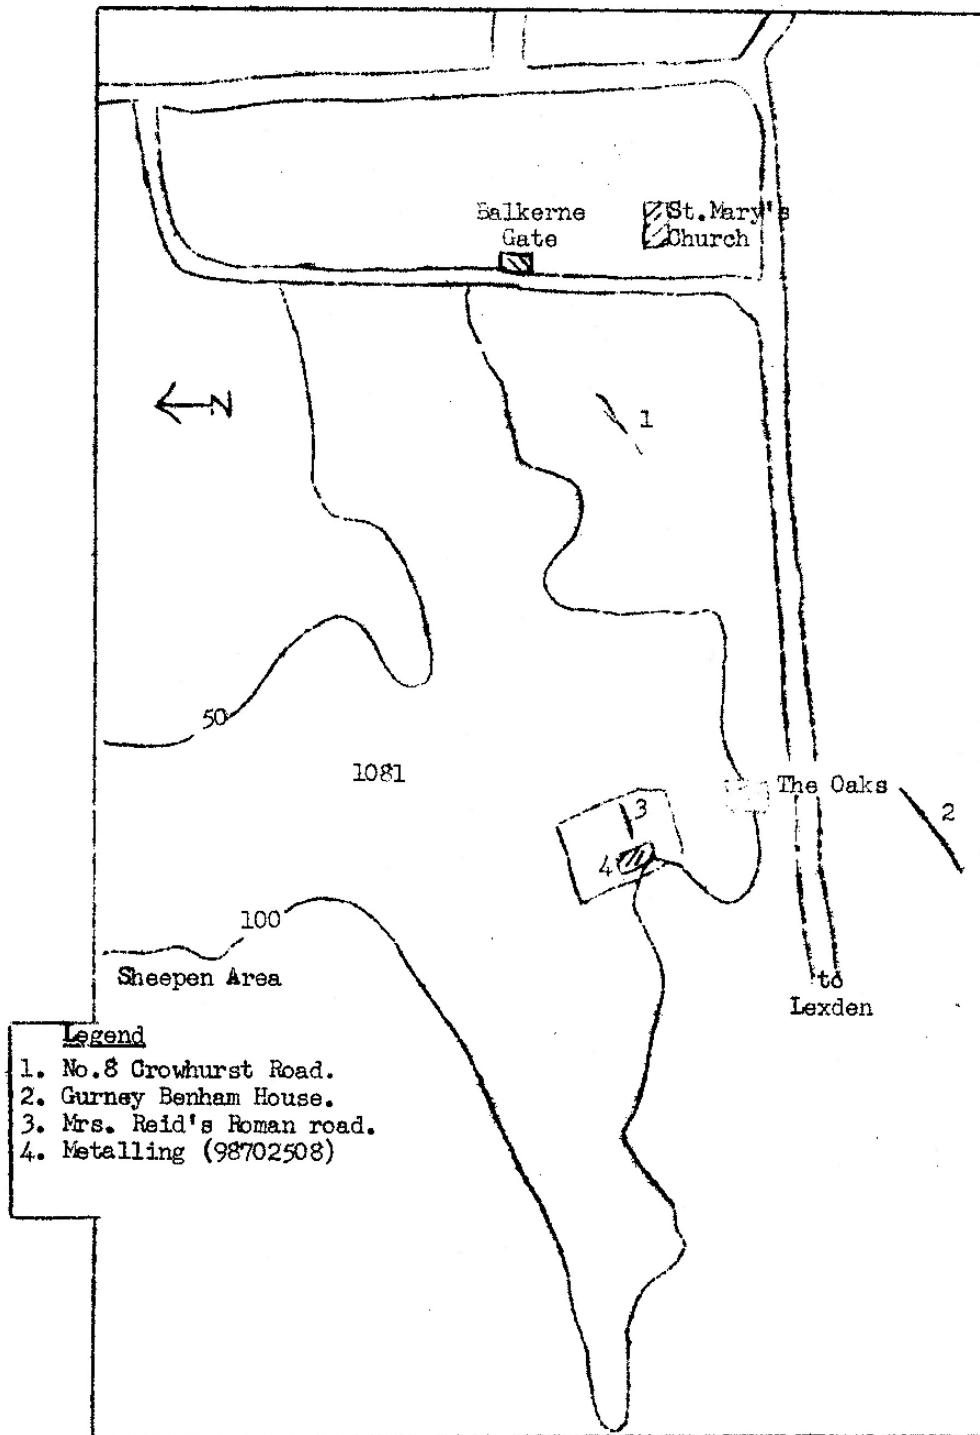 Balkerne
Gate
St.Mary's
Church
N
1
50
1081
The Oaks
2
3
4
100
Sheepen Area
to
Lexden
Legend
1. No.8 Crowhurst Road.
2. Gurney Benham House.
3. Mrs. Reid's Roman road.
4. Metalling (98702508)